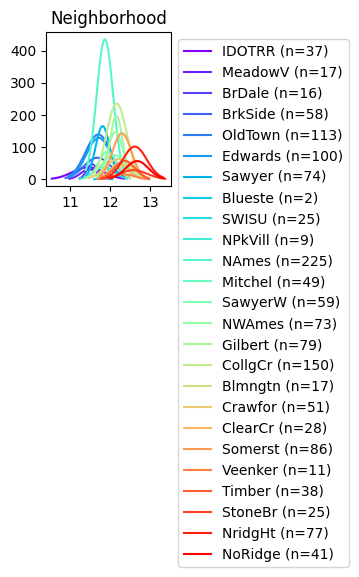 Neighborhood
400
300
200
100
0
11 12 13
IDOTRR (n=37)
MeadowV (n=17)
BrDale (n=16)
BrkSide (n=58)
OldTown (n=113)
Edwards (n=100)
Sawyer (n=74)
Blueste (n=2)
SWISU (n=25)
NPkVill (n=9)
NAmes (n=225)
Mitchel (n=49)
SawyerW (n=59)
NWAmes (n=73)
Gilbert (n=79)
CollgCr (n=150)
Blmngtn (n=17)
Crawfor (n=51)
ClearCr (n=28)
Somerst (n=86)
Veenker (n=11)
Timber (n=38)
StoneBr (n=25)
NridgHt (n=77)
NoRidge (n=41)